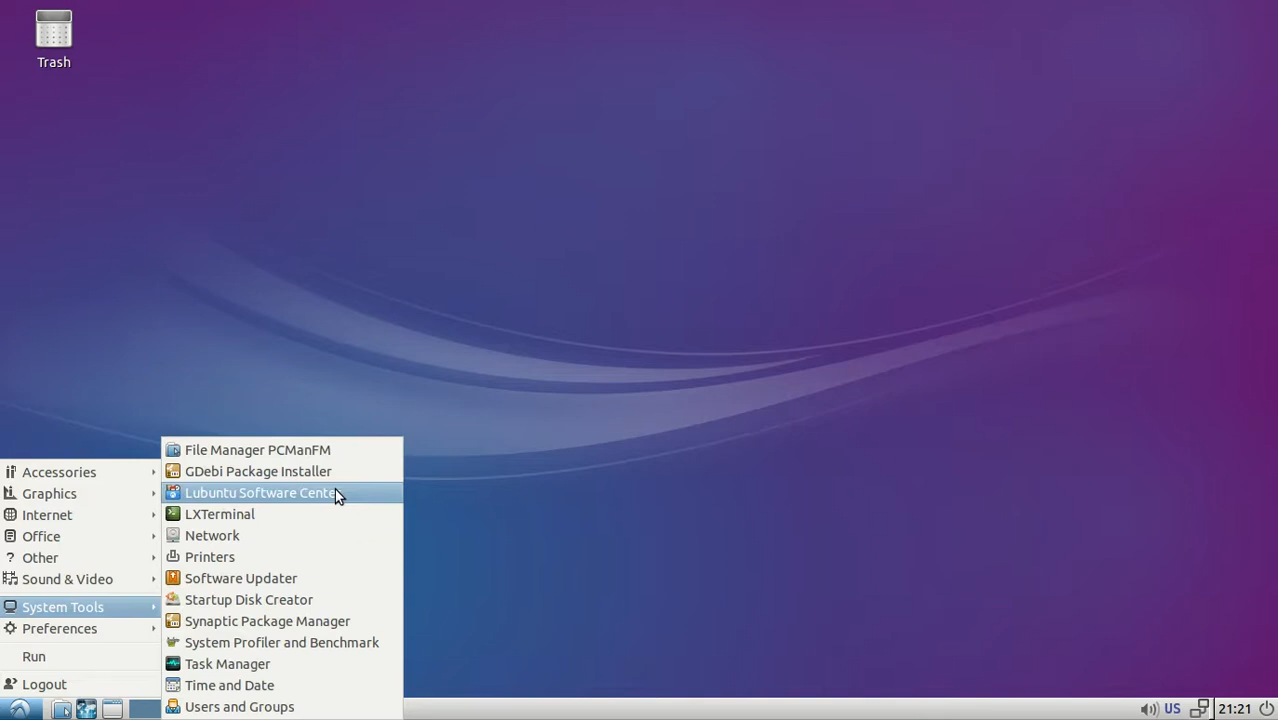 Trash
File Manager PCManFM
GDebi Package Installer
Lubuntu Software Cente
LXTerminal
Network
Printers
Software Updater
Startup Disk Creator
Synaptic Package Manager
System Profiler and Benchmark
Task Manager
Time and Date
Users and Groups
Accessories
Graphics
Internet
Office
Other
Sound & Video
System Tools
Preferences
Run
Logout
US
21:21